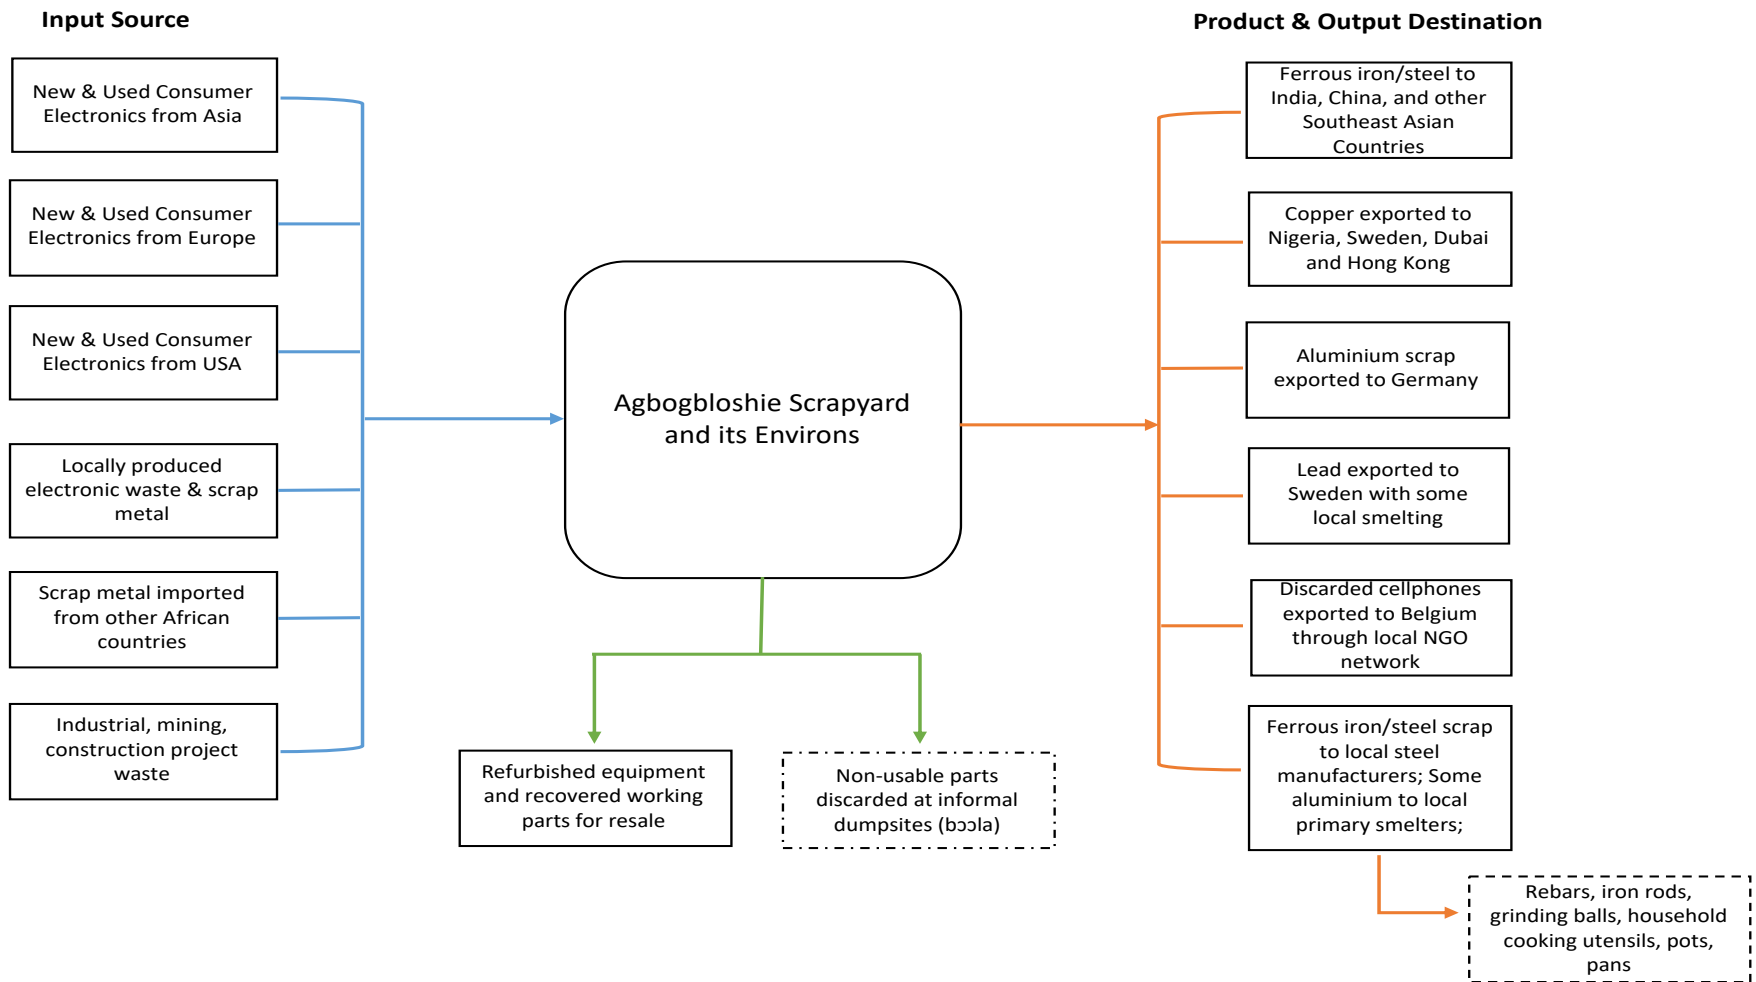 Input Source
New & Used Consumer
Electronics from Asia
New & Used Consumer
Electronics from Europe
New & Used Consumer
Electronics from USA
Locally produced
electronic waste & scrap
metal
Scrap metal imported
from other African
countries
Industrial, mining,
construction project
waste
Agbogbloshie Scrapyard
and its Environs
Refurbished equipment
and recovered working
parts for resale
Non-usable parts
discarded at informal
dumpsites (bɔɔla)
Product & Output Destination
Ferrous iron/steel to
India, China, and other
Southeast Asian
Countries
Copper exported to
Nigeria, Sweden, Dubai
and Hong Kong
Aluminium scrap
exported to Germany
Lead exported to
Sweden with some
local smelting
Discarded cellphones
exported to Belgium
through local NGO
network
Ferrous iron/steel scrap
to local steel
manufacturers; Some
aluminium to local
primary smelters;
Rebars, iron rods,
grinding balls, household
cooking utensils, pots,
pans